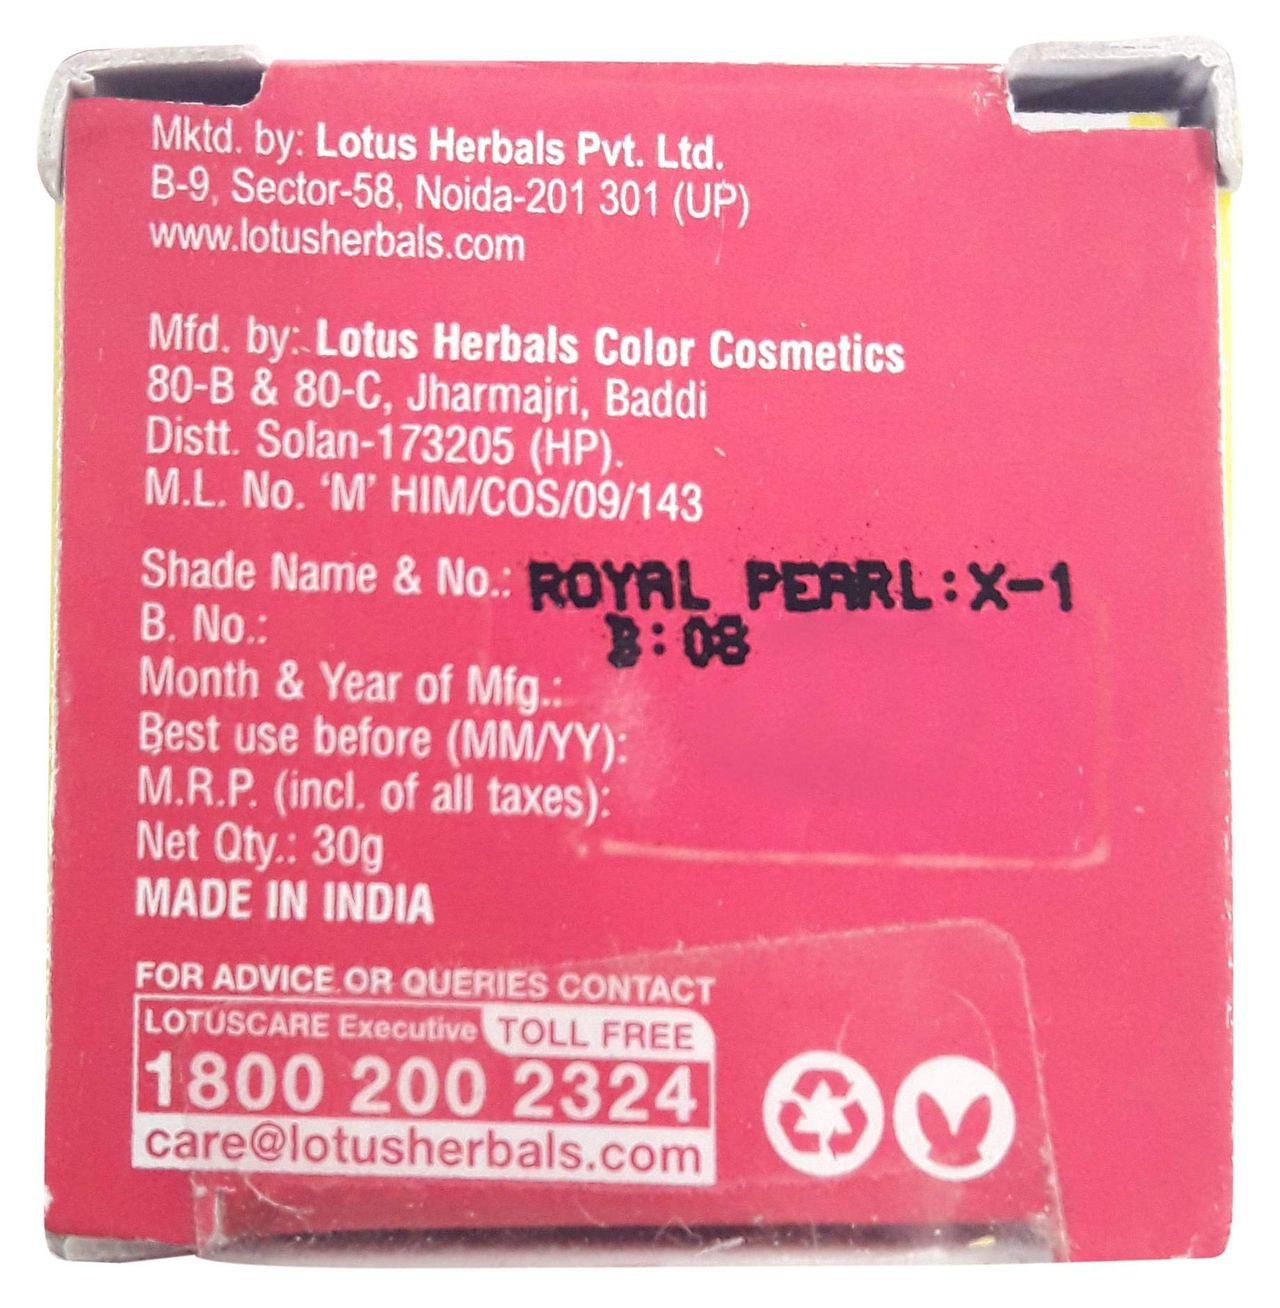 Mktd. by: Lotus Herbals Pvt. Ltd.
B-9, Sector-58, Noida-201 301 (UP)
www.lotusherbals.com
Mfd. by: Lotus Herbals Color Cosmetics
80-B & 80-C, Jharmajri, Baddi
Distt. Solan-173205 (HP).
M.L. No. ‘M’ HIM/COS/09/143
Shade Name & No.: ROYAL PEARL:X-1
B. No.: B:08
Month & Year of Mfg.:
Best use before (MM/YY):
M.R.P. (incl. of all taxes):
Net Qty.: 30g
MADE IN INDIA
FOR ADVICE OR QUERIES CONTACT
LOTUSCARE Executive TOLL FREE
1800 200 2324
care@lotusherbals.com